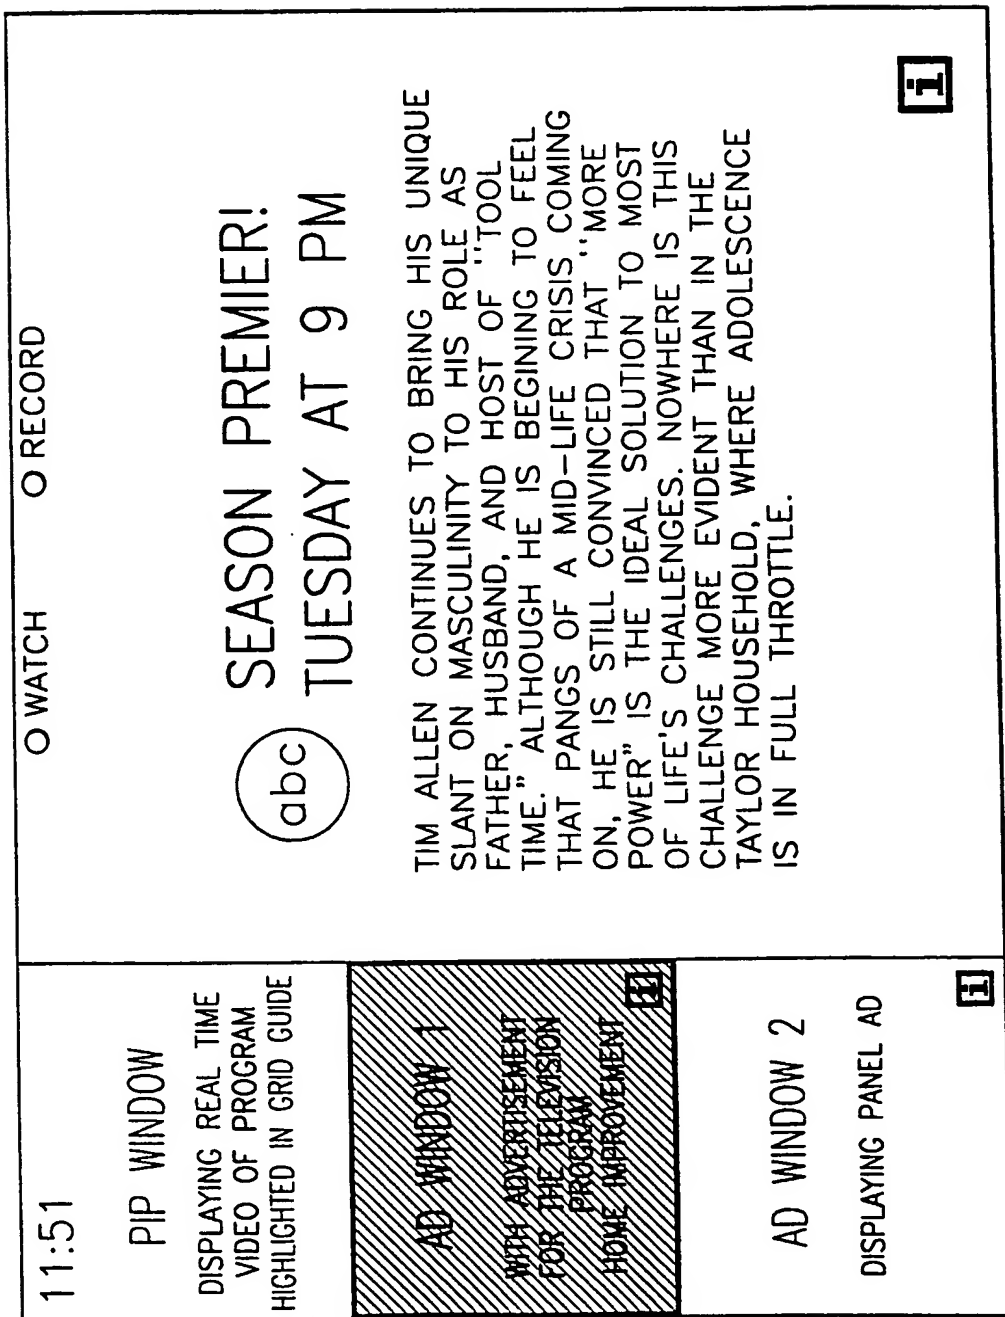 11:51
PIP WINDOW
DISPLAYING REAL TIME
VIDEO OF PROGRAM
HIGHLIGHTED IN GRID GUIDE
AD WINDOW 1
WITH ADVERTISEMENT
FOR THE TELEVISION
PROGRAM
HOME IMPROVEMENT
i
AD WINDOW 2
DISPLAYING PANEL AD
i
O WATCH
O RECORD
abc
SEASON PREMIER!
TUESDAY AT 9 PM
TIM ALLEN CONTINUES TO BRING HIS UNIQUE
SLANT ON MASCULINITY TO HIS ROLE AS
FATHER, HUSBAND, AND HOST OF "TOOL
TIME." ALTHOUGH HE IS BEGINING TO FEEL
THAT PANGS OF A MID-LIFE CRISIS COMING
ON, HE IS STILL CONVINCED THAT "MORE
POWER" IS THE IDEAL SOLUTION TO MOST
OF LIFE'S CHALLENGES. NOWHERE IS THIS
CHALLENGE MORE EVIDENT THAN IN THE
TAYLOR HOUSEHOLD, WHERE ADOLESCENCE
IS IN FULL THROTTLE.
i